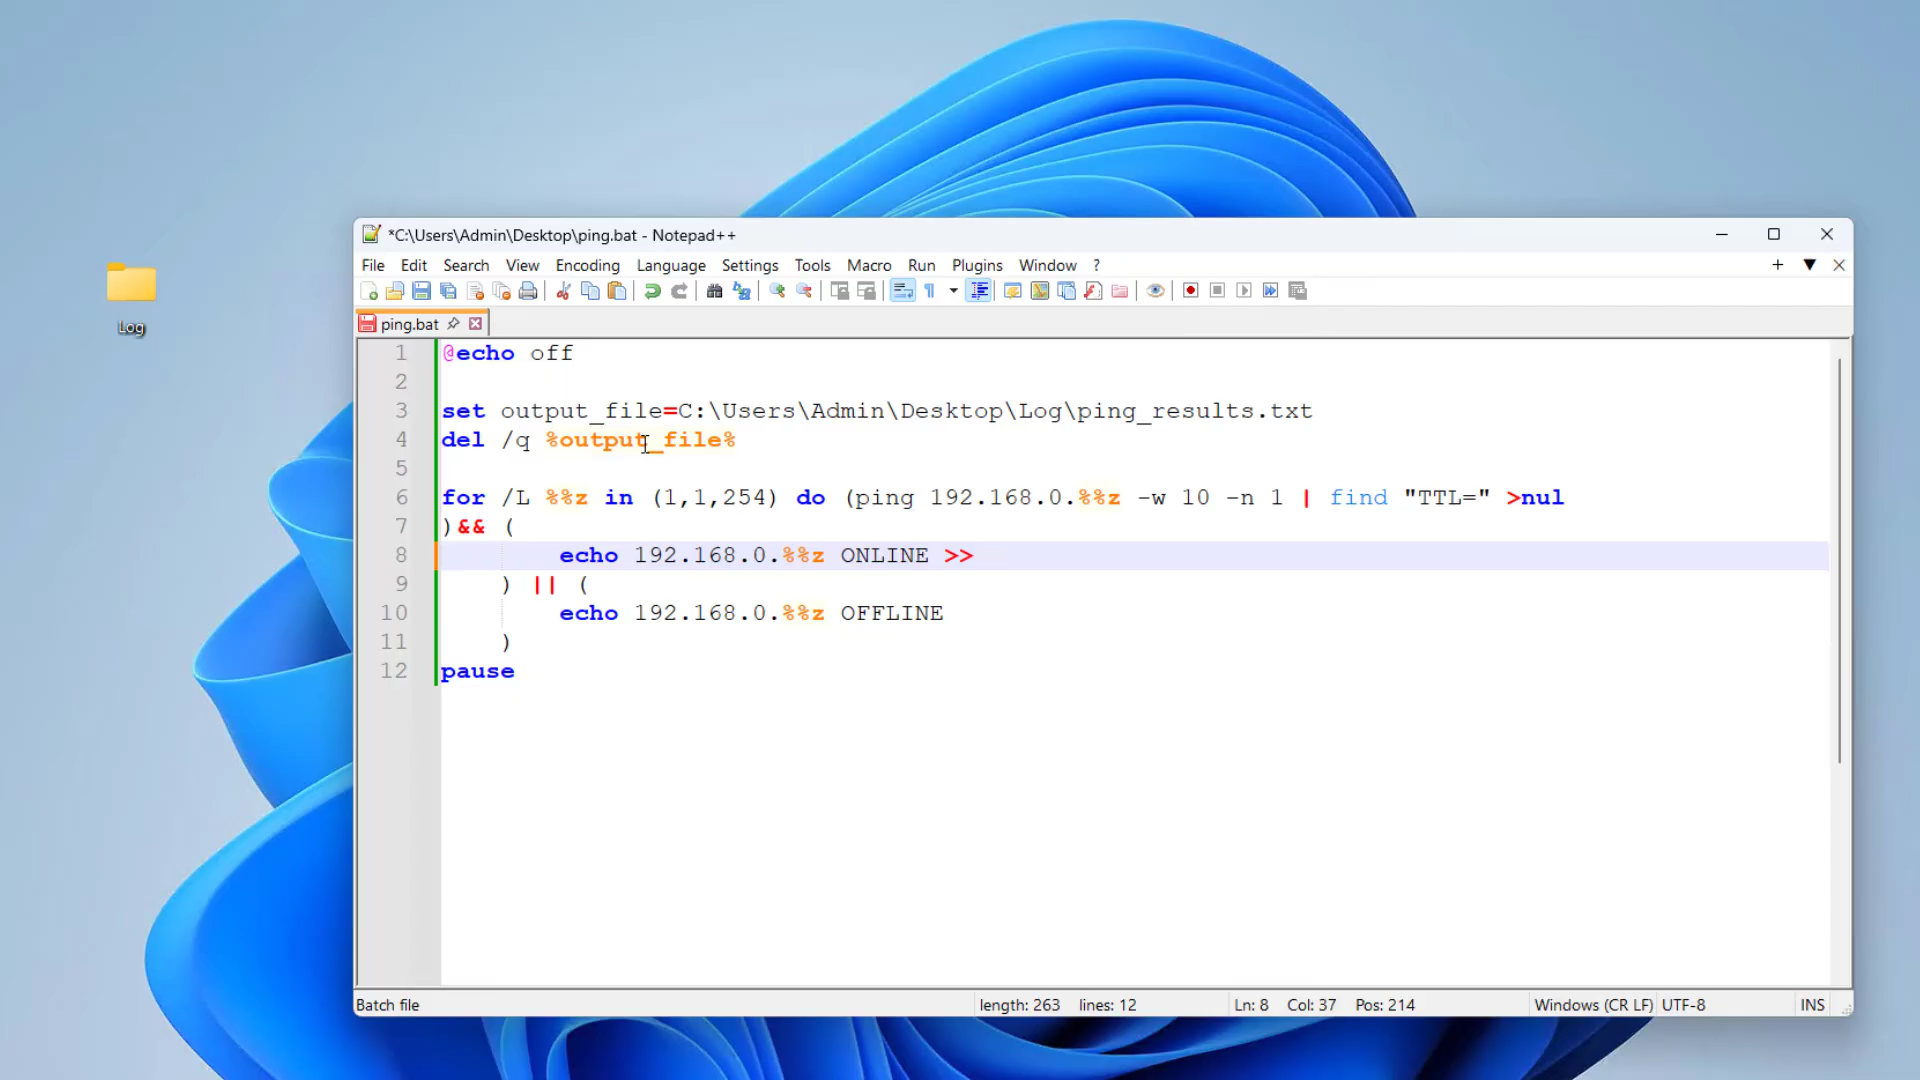 Log
*C:\Users\Admin\Desktop\ping.bat - Notepad++
File Edit Search View Encoding Language Settings Tools Macro Run Plugins Window ?
ping.bat
1 @echo off
2
3 set output_file=C:\Users\Admin\Desktop\Log\ping_results.txt
4 del /q %output_file%
5
6 for /L %%z in (1,1,254) do (ping 192.168.0.%%z -w 10 -n 1 | find "TTL=" >nul
7 )&& (
8 echo 192.168.0.%%z ONLINE >>
9 ) || (
10 echo 192.168.0.%%z OFFLINE
11 )
12 pause
Batch file length: 263 lines: 12 Ln: 8 Col: 37 Pos: 214 Windows (CR LF) UTF-8 INS